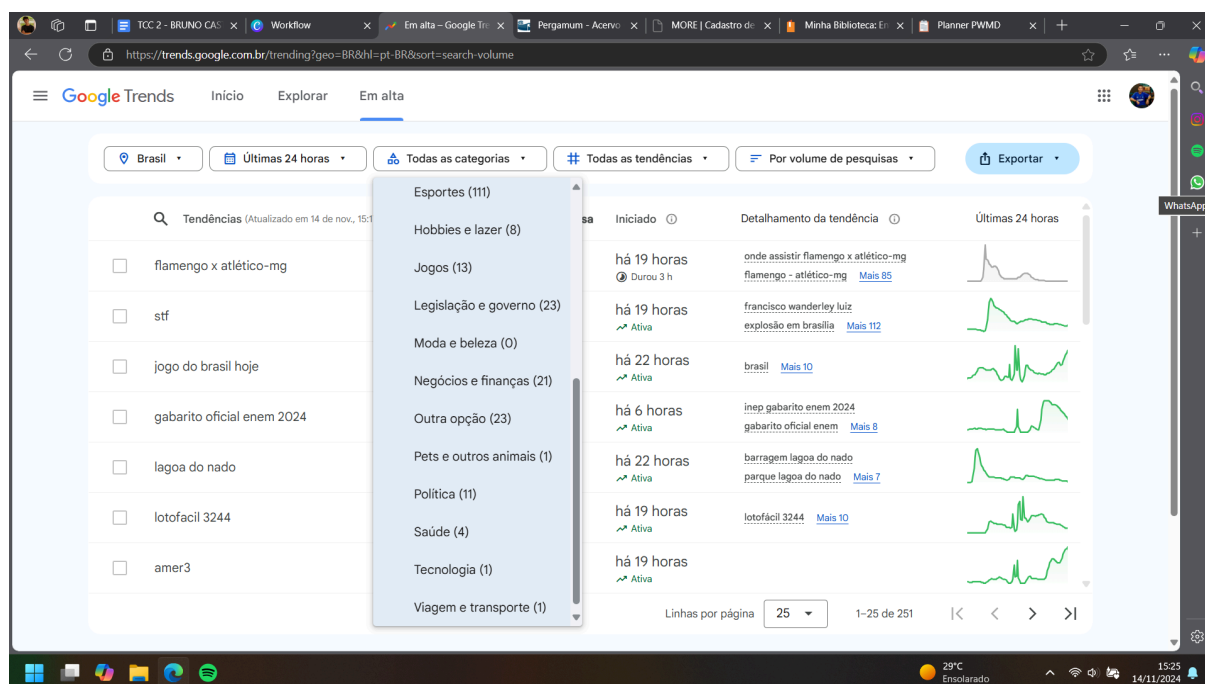 TCC 2 - BRUNO CAS
Workflow
Em alta – Google Tre
Pergamum - Acervo
MORE | Cadastro de
Minha Biblioteca: En
Planner PWMD
https://trends.google.com.br/trending?geo=BR&hl=pt-BR&sort=search-volume
Google Trends
Início
Explorar
Em alta
Brasil
Últimas 24 horas
Todas as categorias
Todas as tendências
Por volume de pesquisas
Exportar
WhatsApp
Esportes (111)
Hobbies e lazer (8)
Jogos (13)
Legislação e governo (23)
Moda e beleza (0)
Negócios e finanças (21)
Outra opção (23)
Pets e outros animais (1)
Política (11)
Saúde (4)
Tecnologia (1)
Viagem e transporte (1)
Tendências (Atualizado em 14 de nov., 15:1
sa
Iniciado
Detalhamento da tendência
Últimas 24 horas
flamengo x atlético-mg
há 19 horas
Durou 3 h
onde assistir flamengo x atlético-mg
flamengo - atlético-mg Mais 85
stf
há 19 horas
Ativa
francisco wanderley luiz
explosão em brasília Mais 112
jogo do brasil hoje
há 22 horas
Ativa
brasil Mais 10
gabarito oficial enem 2024
há 6 horas
Ativa
inep gabarito enem 2024
gabarito oficial enem Mais 8
lagoa do nado
há 22 horas
Ativa
barragem lagoa do nado
parque lagoa do nado Mais 7
lotofacil 3244
há 19 horas
Ativa
lotofácil 3244 Mais 10
amer3
há 19 horas
Ativa
Linhas por página 25
1–25 de 251
29°C
Ensolarado
15:25
14/11/2024